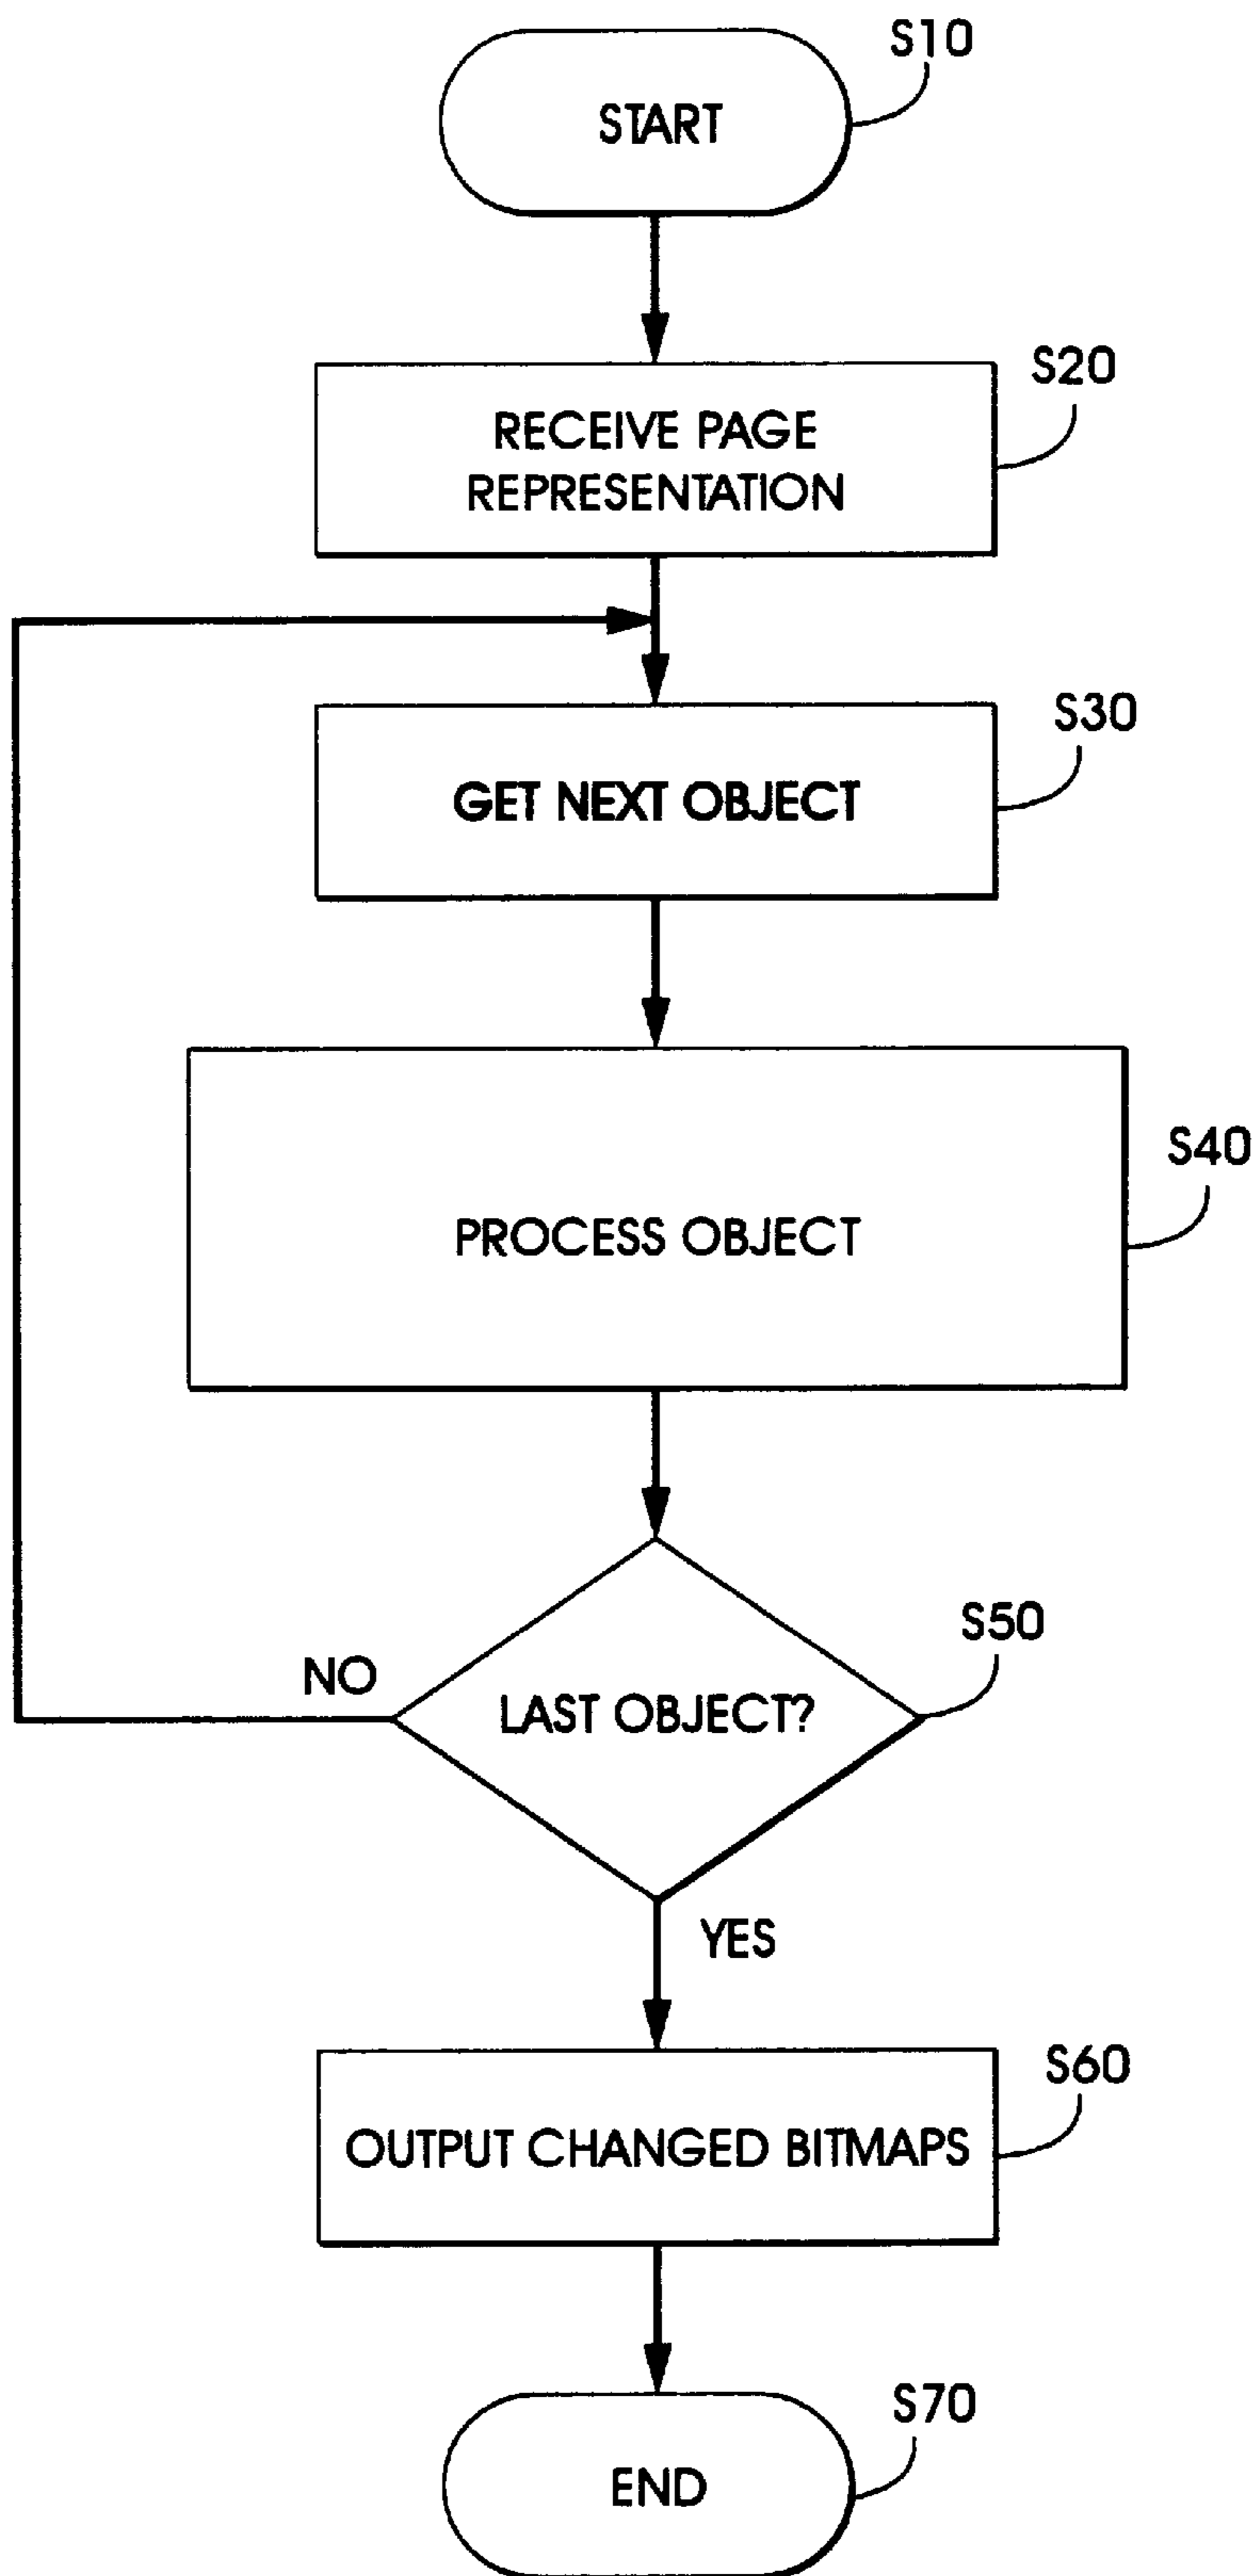 S10
START
S20
RECEIVE PAGE
REPRESENTATION
S30
GET NEXT OBJECT
S40
PROCESS OBJECT
S50
NO
LAST OBJECT?
YES
S60
OUTPUT CHANGED BITMAPS
S70
END